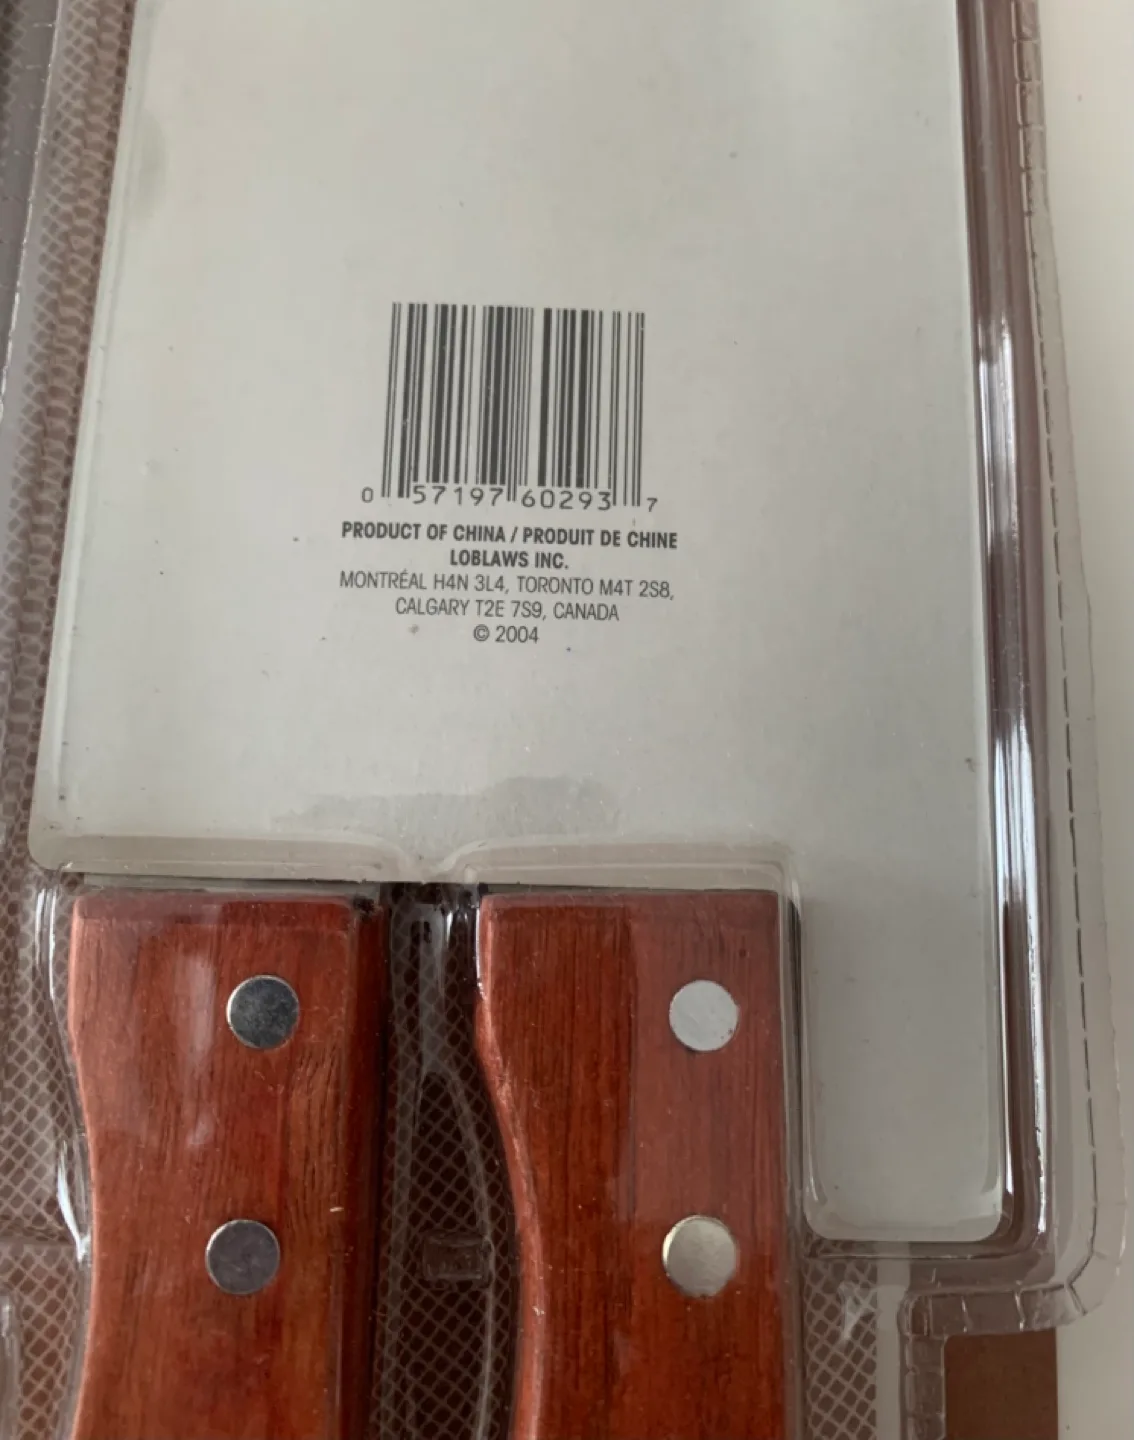 0 57197 60293 7
PRODUCT OF CHINA / PRODUIT DE CHINE
LOBLAWS INC.
MONTRÉAL H4N 3L4, TORONTO M4T 2S8,
CALGARY T2E 7S9, CANADA
© 2004